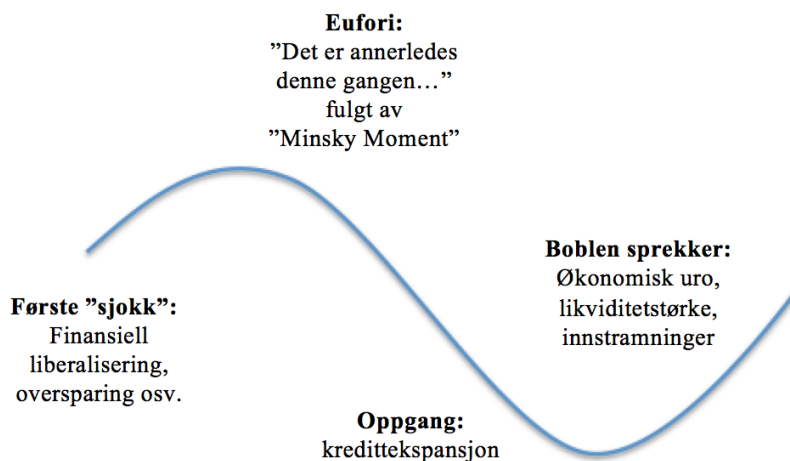 Eufori:
”Det er annerledes
denne gangen…”
fulgt av
”Minsky Moment”
Boblen sprekker:
Økonomisk uro,
likviditetstørke,
innstramninger
Første ”sjokk”:
Finansiell
liberalisering,
oversparing osv.
Oppgang:
kredittekspansjon